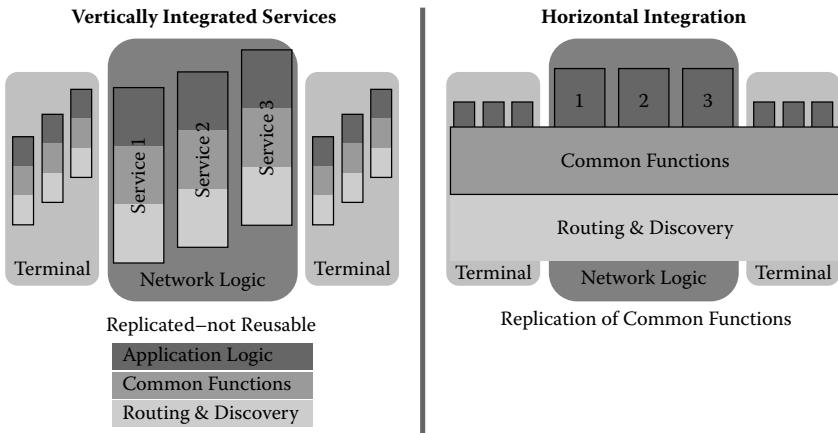 Vertically Integrated Services
Service 1
Service 2
Service 3
Terminal
Network Logic
Terminal
Replicated–not Reusable
Application Logic
Common Functions
Routing & Discovery
Horizontal Integration
1 2 3
Common Functions
Routing & Discovery
Terminal
Network Logic
Terminal
Replication of Common Functions